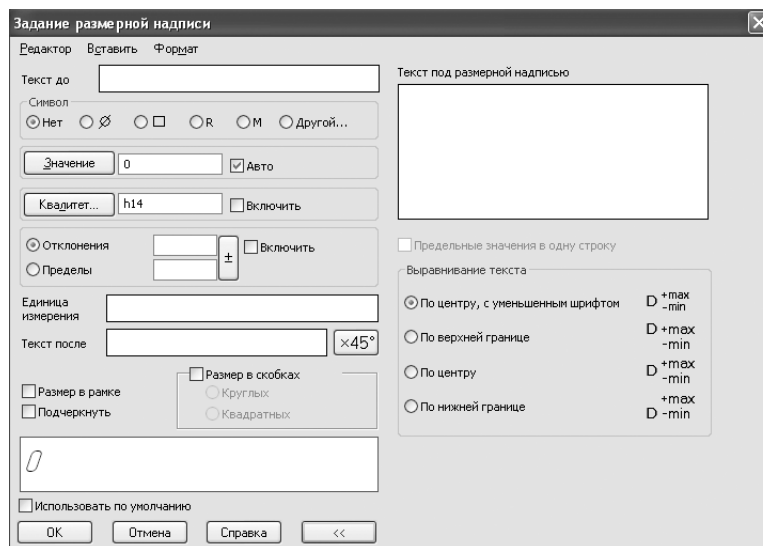 Задание размерной надписи
Редактор Вставить Формат
Текст до
Символ
Нет Ø □ R M Другой...
Значение 0 Авто
Квалитет... h14 Включить
Отклонения ± Включить
Пределы
Единица
измерения
Текст после ×45°
Размер в скобках
Размер в рамке Круглых
Подчеркнуть Квадратных
0
Использовать по умолчанию
OK Отмена Справка <<
Текст под размерной надписью
Предельные значения в одну строку
Выравнивание текста
По центру, с уменьшенным шрифтом D +max
-min
По верхней границе D +max
-min
По центру D +max
-min
По нижней границе +max
D -min